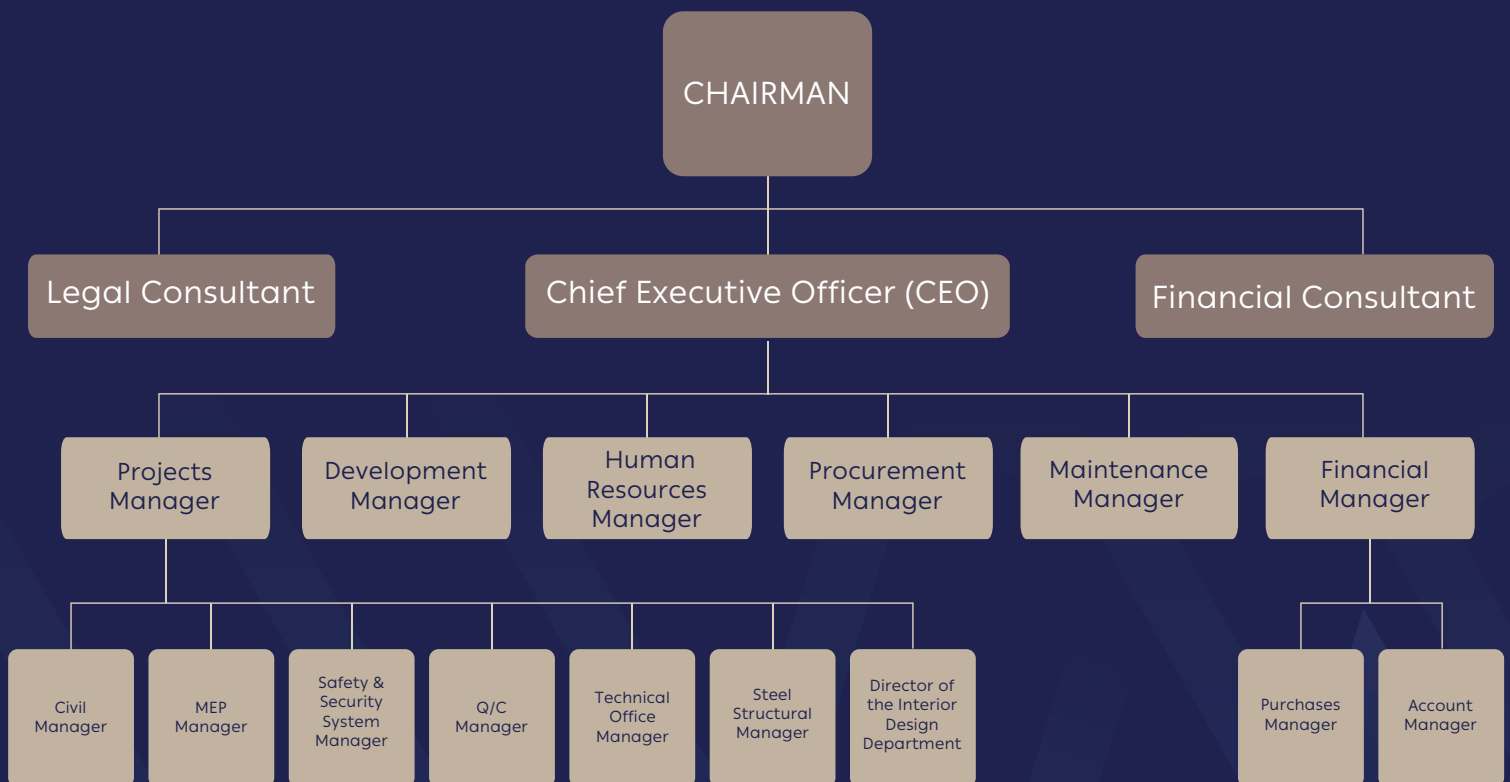 CHAIRMAN
Legal Consultant
Chief Executive Officer (CEO)
Financial Consultant
Projects
Manager
Development
Manager
Human
Resources
Manager
Procurement
Manager
Maintenance
Manager
Financial
Manager
Civil
Manager
MEP
Manager
Safety &
Security
System
Manager
Q/C
Manager
Technical
Office
Manager
Steel
Structural
Manager
Director of
the Interior
Design
Department
Purchases
Manager
Account
Manager